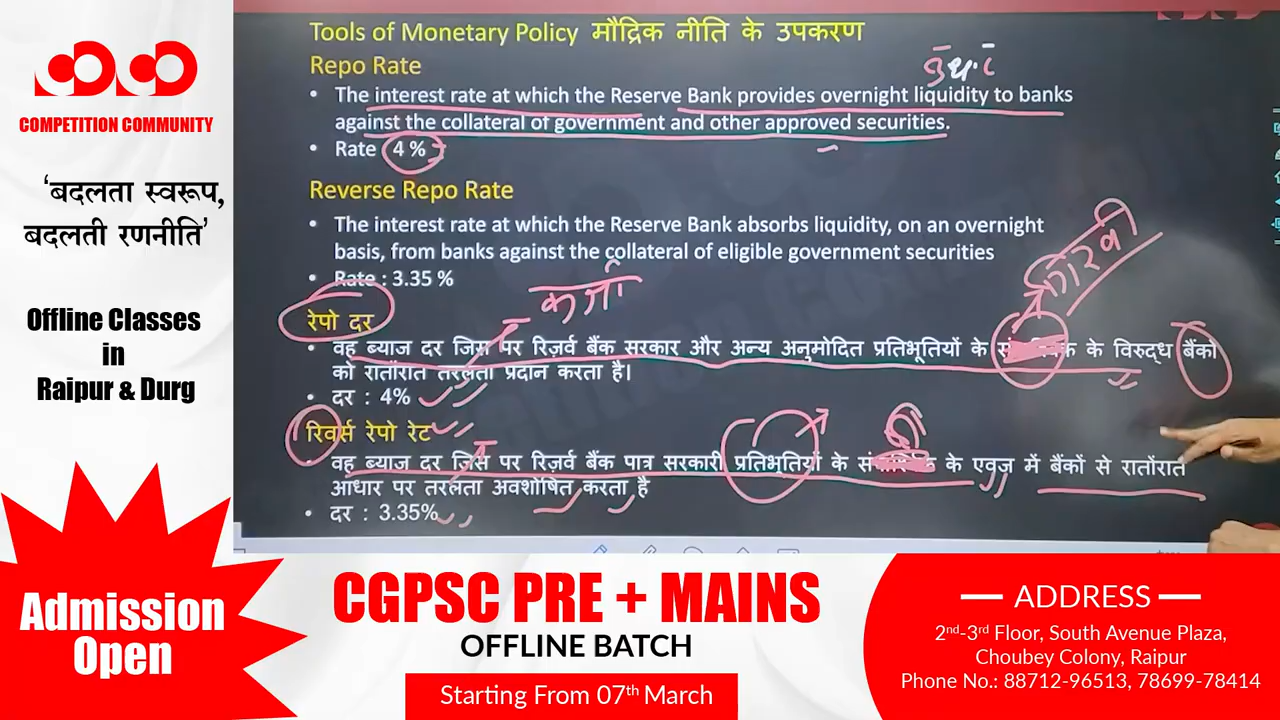 COMPETITION COMMUNITY
'बदलता स्वरूप,
बदलती रणनीति'
Offline Classes
in
Raipur & Durg
Admission
Open
Tools of Monetary Policy मौद्रिक नीति के उपकरण
Repo Rate
• The interest rate at which the Reserve Bank provides overnight liquidity to banks
against the collateral of government and other approved securities.
• Rate 4 %
Reverse Repo Rate
• The interest rate at which the Reserve Bank absorbs liquidity, on an overnight
basis, from banks against the collateral of eligible government securities
• Rate : 3.35 %
कर्जा
गिरवी
रेपो दर
• वह ब्याज दर जिस पर रिज़र्व बैंक सरकार और अन्य अनुमोदित प्रतिभूतियों के के विरुद्ध बैंकों
को रातोंरात तरलता प्रदान करता है।
• दर : 4%
रिवर्स रेपो रेट
वह ब्याज दर जिस पर रिज़र्व बैंक पात्र सरकारी प्रतिभूतियों के के एवज में बैंकों से रातोंरात
आधार पर तरलता अवशोषित करता है
• दर : 3.35%
CGPSC PRE + MAINS
OFFLINE BATCH
Starting From 07th March
ADDRESS
2nd-3rd Floor, South Avenue Plaza,
Choubey Colony, Raipur
Phone No.: 88712-96513, 78699-78414